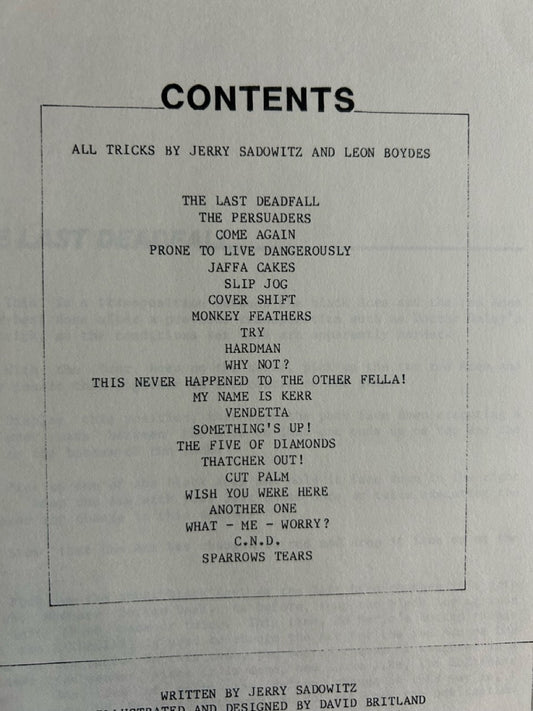 CONTENTS
ALL TRICKS BY JERRY SADOWITZ AND LEON BOYDES
THE LAST DEADFALL
THE PERSUADERS
COME AGAIN
PRONE TO LIVE DANGEROUSLY
JAFFA CAKES
SLIP JOG
COVER SHIFT
MONKEY FEATHERS
TRY
HARDMAN
WHY NOT?
THIS NEVER HAPPENED TO THE OTHER FELLA!
MY NAME IS KERR
VENDETTA
SOMETHING'S UP!
THE FIVE OF DIAMONDS
THATCHER OUT!
CUT PALM
WISH YOU WERE HERE
ANOTHER ONE
WHAT - ME - WORRY?
C.N.D.
SPARROWS TEARS
WRITTEN BY JERRY SADOWITZ
ILLUSTRATED AND DESIGNED BY DAVID BRITLAND